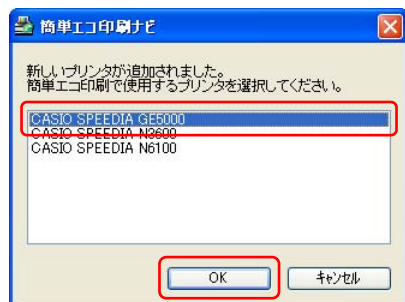 簡単エコ印刷ナビ
新しいプリンタが追加されました。
簡単エコ印刷で使用するプリンタを選択してください。
CASIO SPEEDIA GE5000
CASIO SPEEDIA N3600
CASIO SPEEDIA N6100
OK
キャンセル